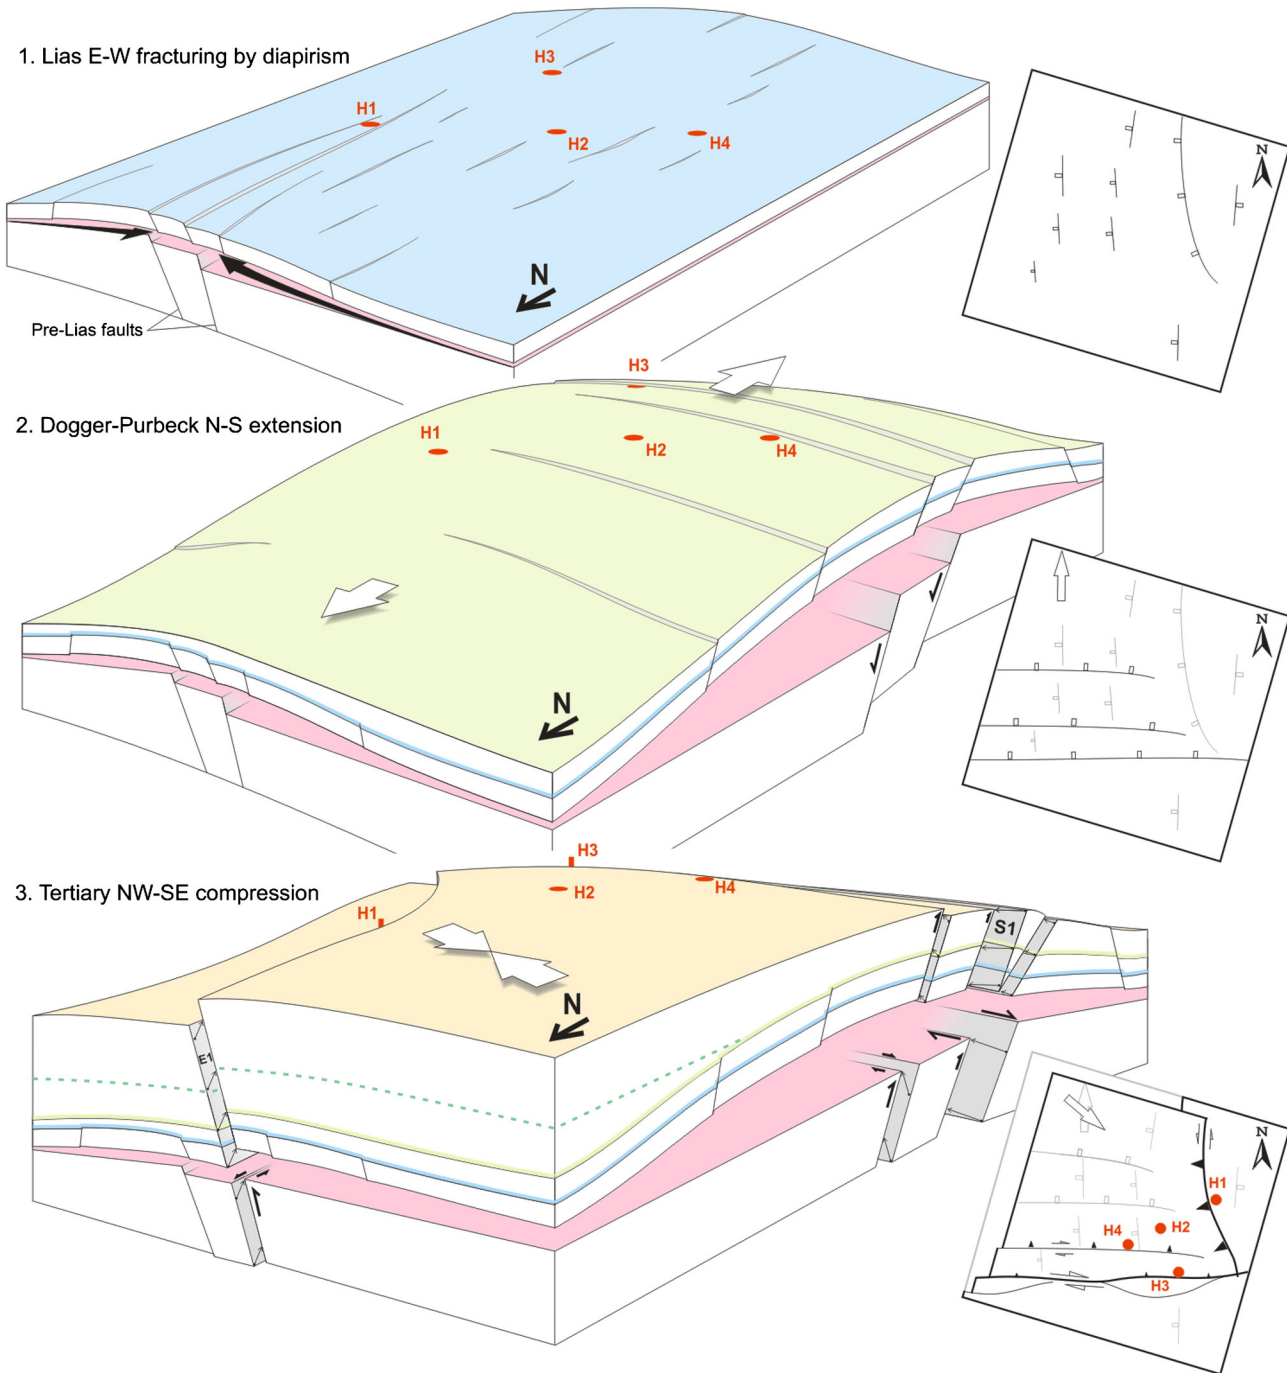 1. Lias E-W fracturing by diapirism
H3
H1
H2
H4
N
N
Pre-Lias faults
2. Dogger-Purbeck N-S extension
H3
H1
H2
H4
N
N
3. Tertiary NW-SE compression
H3
H2
H4
H1
S1
N
E1
N
H1
H2
H4
H3